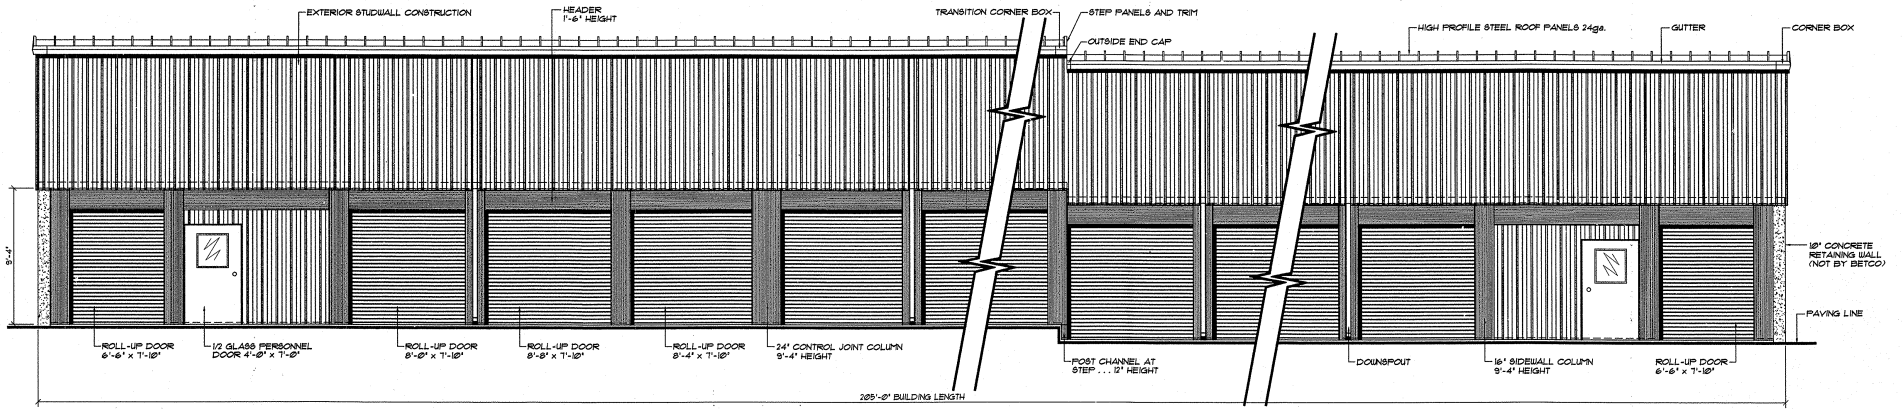 EXTERIOR STUDWALL CONSTRUCTION
HEADER
1'-6" HEIGHT
TRANSITION CORNER BOX
STEP PANELS AND TRIM
OUTSIDE END CAP
HIGH PROFILE STEEL ROOF PANELS 24ga.
GUTTER
CORNER BOX
9'-4"
10" CONCRETE
RETAINING WALL
(NOT BY BETCO)
PAVING LINE
ROLL-UP DOOR
6'-6" x 7'-10"
1/2 GLASS PERSONNEL
DOOR 4'-0" x 7'-0"
ROLL-UP DOOR
8'-0" x 7'-10"
ROLL-UP DOOR
8'-8" x 7'-10"
ROLL-UP DOOR
8'-4" x 7'-10"
24" CONTROL JOINT COLUMN
9'-4" HEIGHT
POST CHANNEL AT
STEP . . . 12" HEIGHT
DOWNSPOUT
16" SIDEWALL COLUMN
9'-4" HEIGHT
ROLL-UP DOOR
6'-6" x 7'-10"
205'-0" BUILDING LENGTH